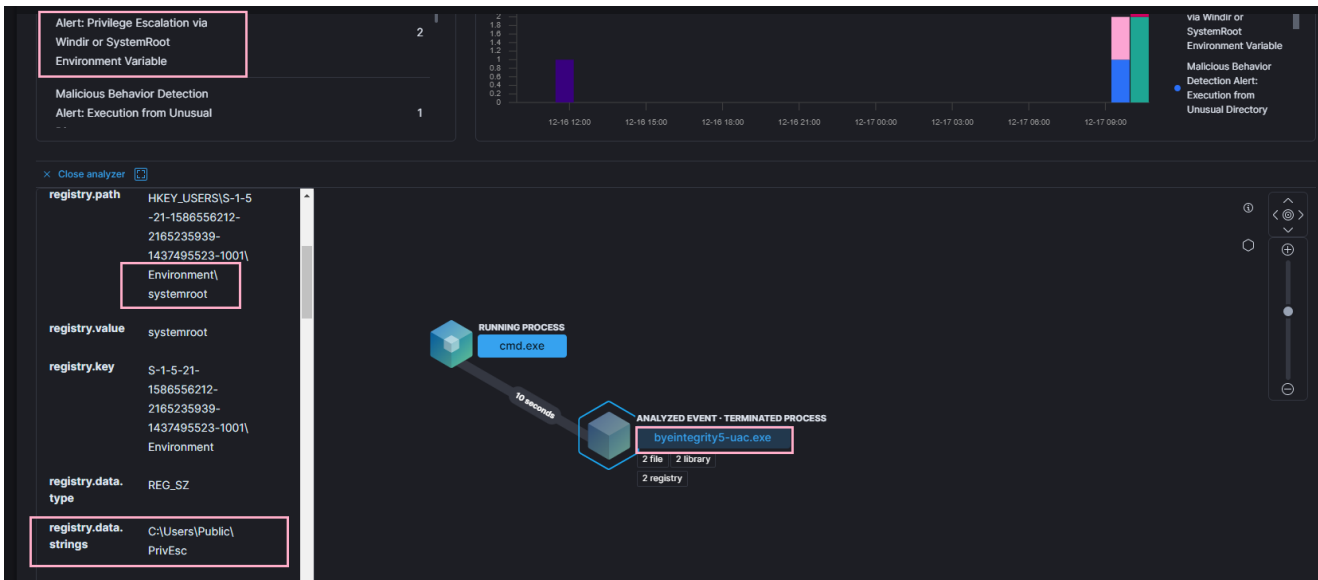 Alert: Privilege Escalation via
Windir or SystemRoot
Environment Variable
2
Malicious Behavior Detection
Alert: Execution from Unusual
1
2
1.8
1.6
1.4
1.2
1
0.8
0.6
0.4
0.2
0
12-16 12:00
12-16 15:00
12-16 18:00
12-16 21:00
12-17 00:00
12-17 03:00
12-17 06:00
12-17 09:00
via Windir or
SystemRoot
Environment Variable
Malicious Behavior
Detection Alert:
Execution from
Unusual Directory
× Close analyzer
registry.path
HKEY_USERS\S-1-5
-21-1586556212-
2165235939-
1437495523-1001\
Environment\
systemroot
registry.value
systemroot
registry.key
S-1-5-21-
1586556212-
2165235939-
1437495523-1001\
Environment
registry.data.
type
REG_SZ
registry.data.
strings
C:\Users\Public\
PrivEsc
RUNNING PROCESS
cmd.exe
10 seconds
ANALYZED EVENT · TERMINATED PROCESS
byeintegrity5-uac.exe
2 file 2 library
2 registry